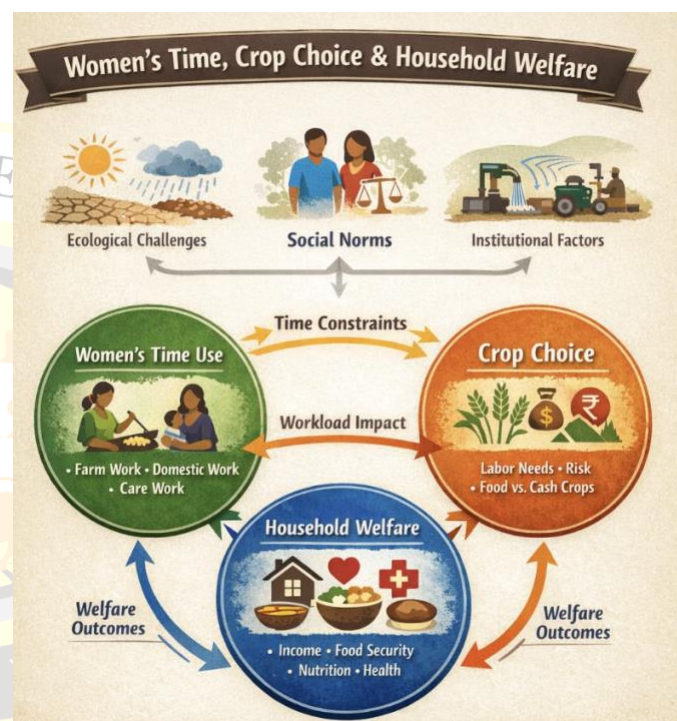 Women's Time, Crop Choice & Household Welfare
Ecological Challenges
Social Norms
Institutional Factors
Time Constraints
Women's Time Use
Crop Choice
Workload Impact
• Farm Work • Domestic Work
• Care Work
Labor Needs • Risk
• Food vs. Cash Crops
Household Welfare
Welfare
Outcomes
Welfare
Outcomes
• Income • Food Security
• Nutrition • Health